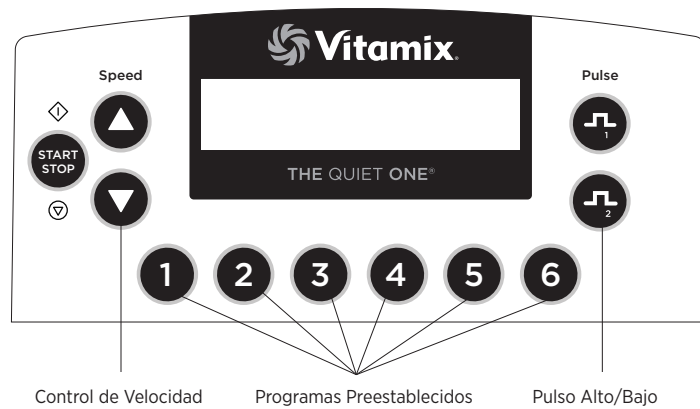 Vitamix®
Speed
Pulse
START
STOP
1
THE QUIET ONE®
2
1 2 3 4 5 6
Control de Velocidad Programas Preestablecidos Pulso Alto/Bajo